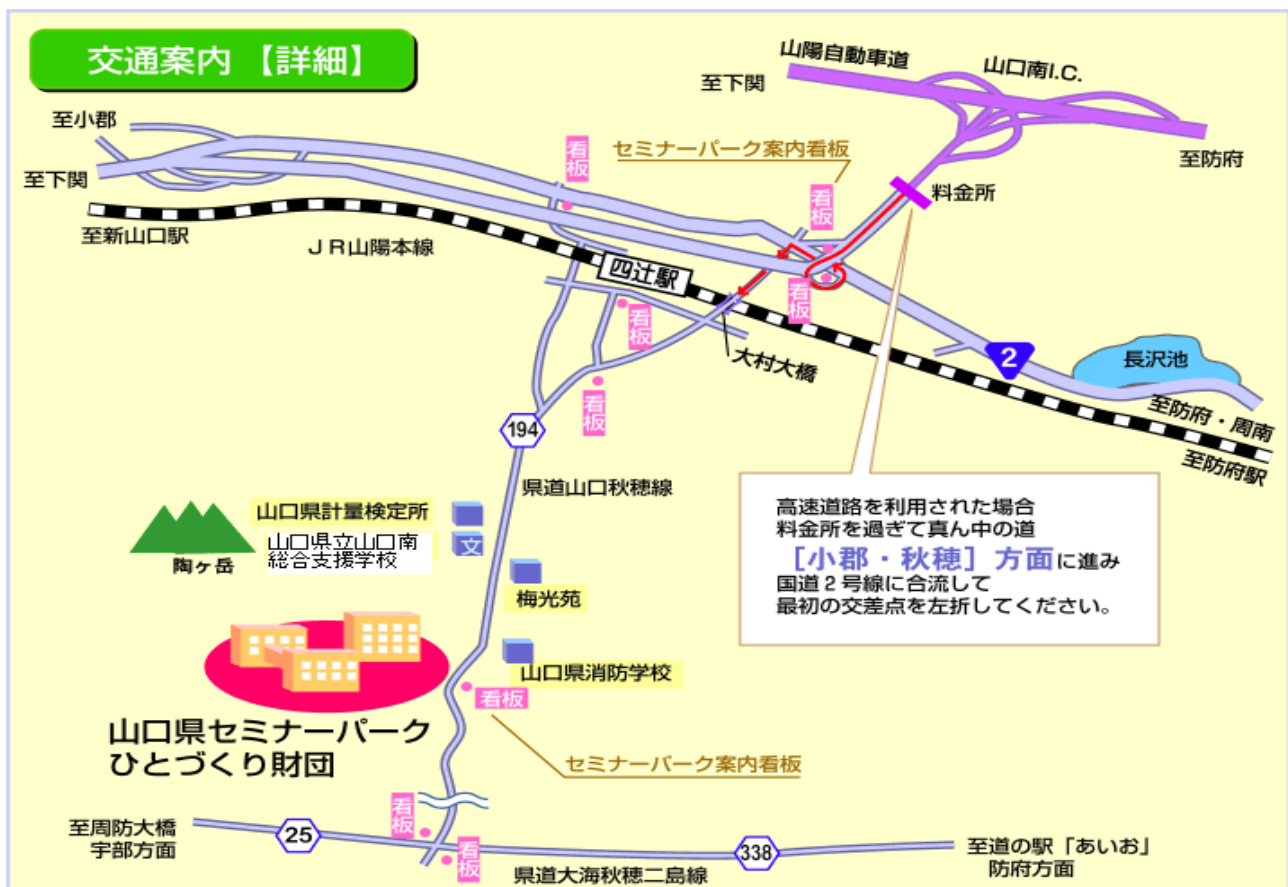 交通案内【詳細】
山陽自動車道
山口南I.C.
至下関
至防府
至小郡
至下関
看板
セミナーパーク案内看板
看板
料金所
至新山口駅
ＪＲ山陽本線
四辻駅
看板
看板
大村大橋
2
長沢池
至防府・周南
至防府駅
看板
194
県道山口秋穂線
高速道路を利用された場合
料金所を過ぎて真ん中の道
［小郡・秋穂］方面に進み
国道２号線に合流して
最初の交差点を左折してください。
陶ヶ岳
山口県計量検定所
山口県立山口南
総合支援学校
文
梅光苑
山口県消防学校
看板
山口県セミナーパーク
ひとづくり財団
セミナーパーク案内看板
看板
看板
至周防大橋
宇部方面
25
338
県道大海秋穂二島線
至道の駅「あいお」
防府方面